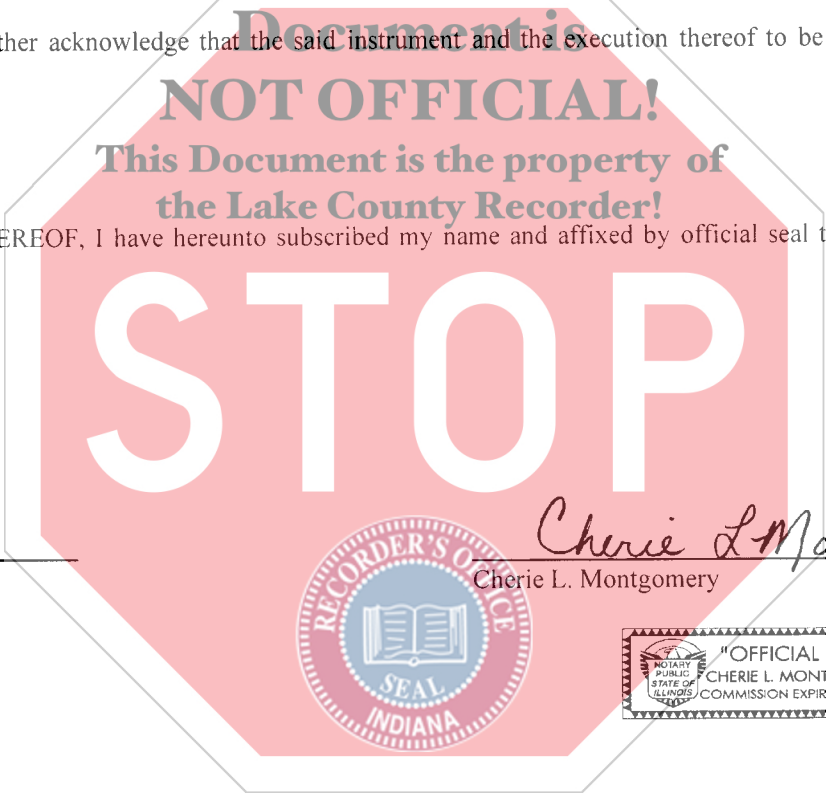 Document is
ther acknowledge that the said instrument and the execution thereof to be
NOT OFFICIAL!
This Document is the property of
the Lake County Recorder!
EREOF, I have hereunto subscribed my name and affixed by official seal t
STOP
Cherie L Mo
Cherie L. Montgomery
RECORDER'S OFFICE
SEAL
INDIANA
"OFFICIAL
NOTARY
PUBLIC
STATE OF
ILLINOIS
CHERIE L. MONT
COMMISSION EXPIR